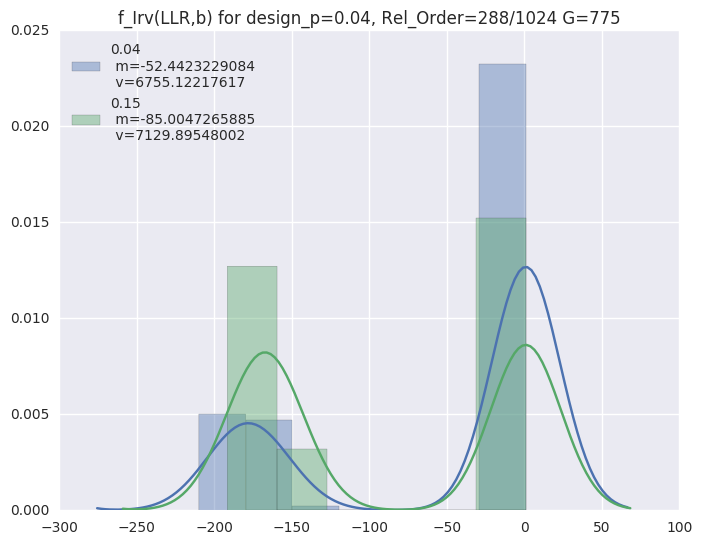 f_Irv(LLR,b) for design_p=0.04, Rel_Order=288/1024 G=775
0.025
0.020
0.015
0.010
0.005
0.000
0.04
m=-52.4423229084
v=6755.12217617
0.15
m=-85.0047265885
v=7129.89548002
−300 −250 −200 −150 −100 −50 0 50 100